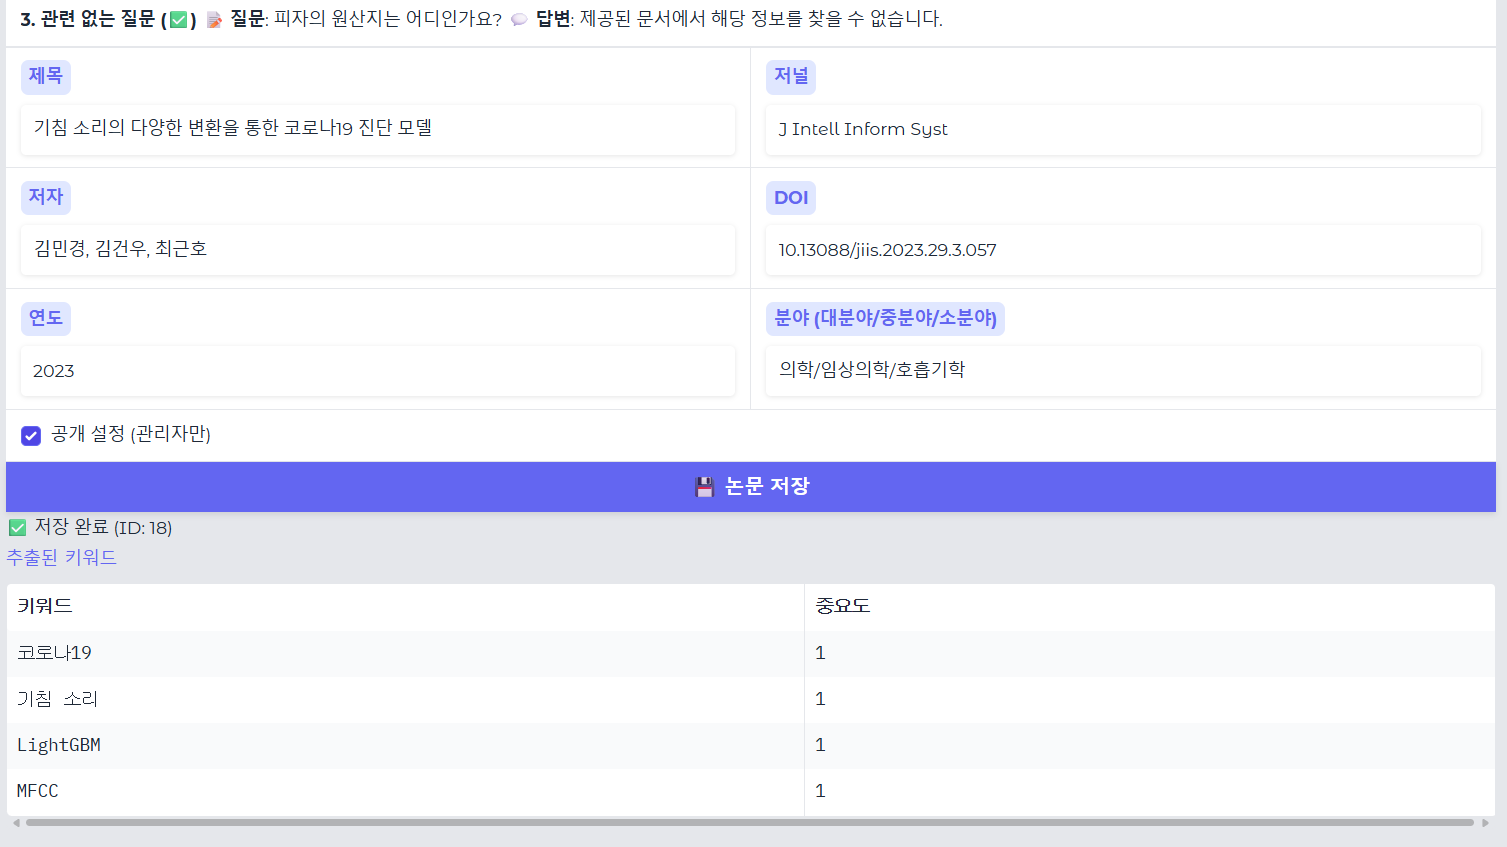 3. 관련 없는 질문 (✅) 📝 질문: 피자의 원산지는 어디인가요? 💬 답변: 제공된 문서에서 해당 정보를 찾을 수 없습니다.
제목
기침 소리의 다양한 변환을 통한 코로나19 진단 모델
저널
J Intell Inform Syst
저자
김민경, 김건우, 최근호
DOI
10.13088/jiis.2023.29.3.057
연도
2023
분야 (대분야/중분야/소분야)
의학/임상의학/호흡기학
공개 설정 (관리자만)
💾 논문 저장
✅ 저장 완료 (ID: 18)
추출된 키워드
키워드 중요도
코로나19 1
기침 소리 1
LightGBM 1
MFCC 1